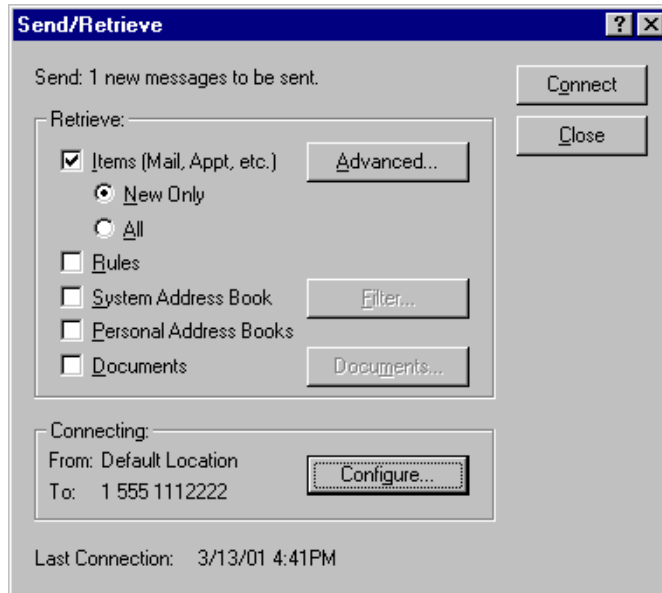 Send/Retrieve
Send: 1 new messages to be sent.
Connect
Close
Retrieve:
Items (Mail, Appt, etc.)
Advanced...
New Only
All
Rules
System Address Book
Filter...
Personal Address Books
Documents
Documents...
Connecting:
From: Default Location
To: 1 555 1112222
Configure...
Last Connection: 3/13/01 4:41PM